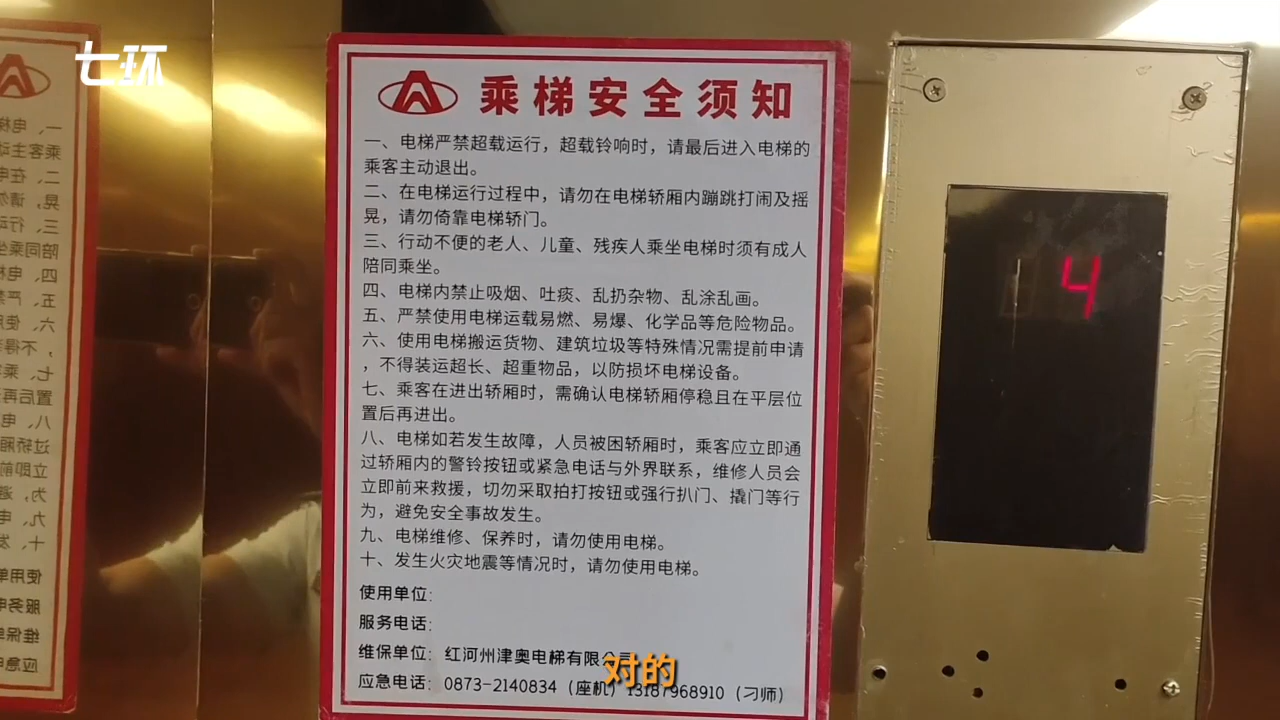 七环
乘梯安全须知
一、电梯严禁超载运行，超载铃响时，请最后进入电梯的
乘客主动退出。
二、在电梯运行过程中，请勿在电梯轿厢内蹦跳打闹及摇
晃，请勿倚靠电梯轿门。
三、行动不便的老人、儿童、残疾人乘坐电梯时须有成人
陪同乘坐。
四、电梯内禁止吸烟、吐痰、乱扔杂物、乱涂乱画。
五、严禁使用电梯运载易燃、易爆、化学品等危险物品。
六、使用电梯搬运货物、建筑垃圾等特殊情况需提前申请
，不得装运超长、超重物品，以防损坏电梯设备。
七、乘客在进出轿厢时，需确认电梯轿厢停稳且在平层位
置后再进出。
八、电梯如若发生故障，人员被困轿厢时，乘客应立即通
过轿厢内的警铃按钮或紧急电话与外界联系，维修人员会
立即前来救援，切勿采取拍打按钮或强行扒门、撬门等行
为，避免安全事故发生。
九、电梯维修、保养时，请勿使用电梯。
十、发生火灾地震等情况时，请勿使用电梯。
使用单位：
服务电话：
维保单位：红河州津奥电梯有限公司
应急电话：0873-2140834（座机）13187968910（刁师）
对的
4